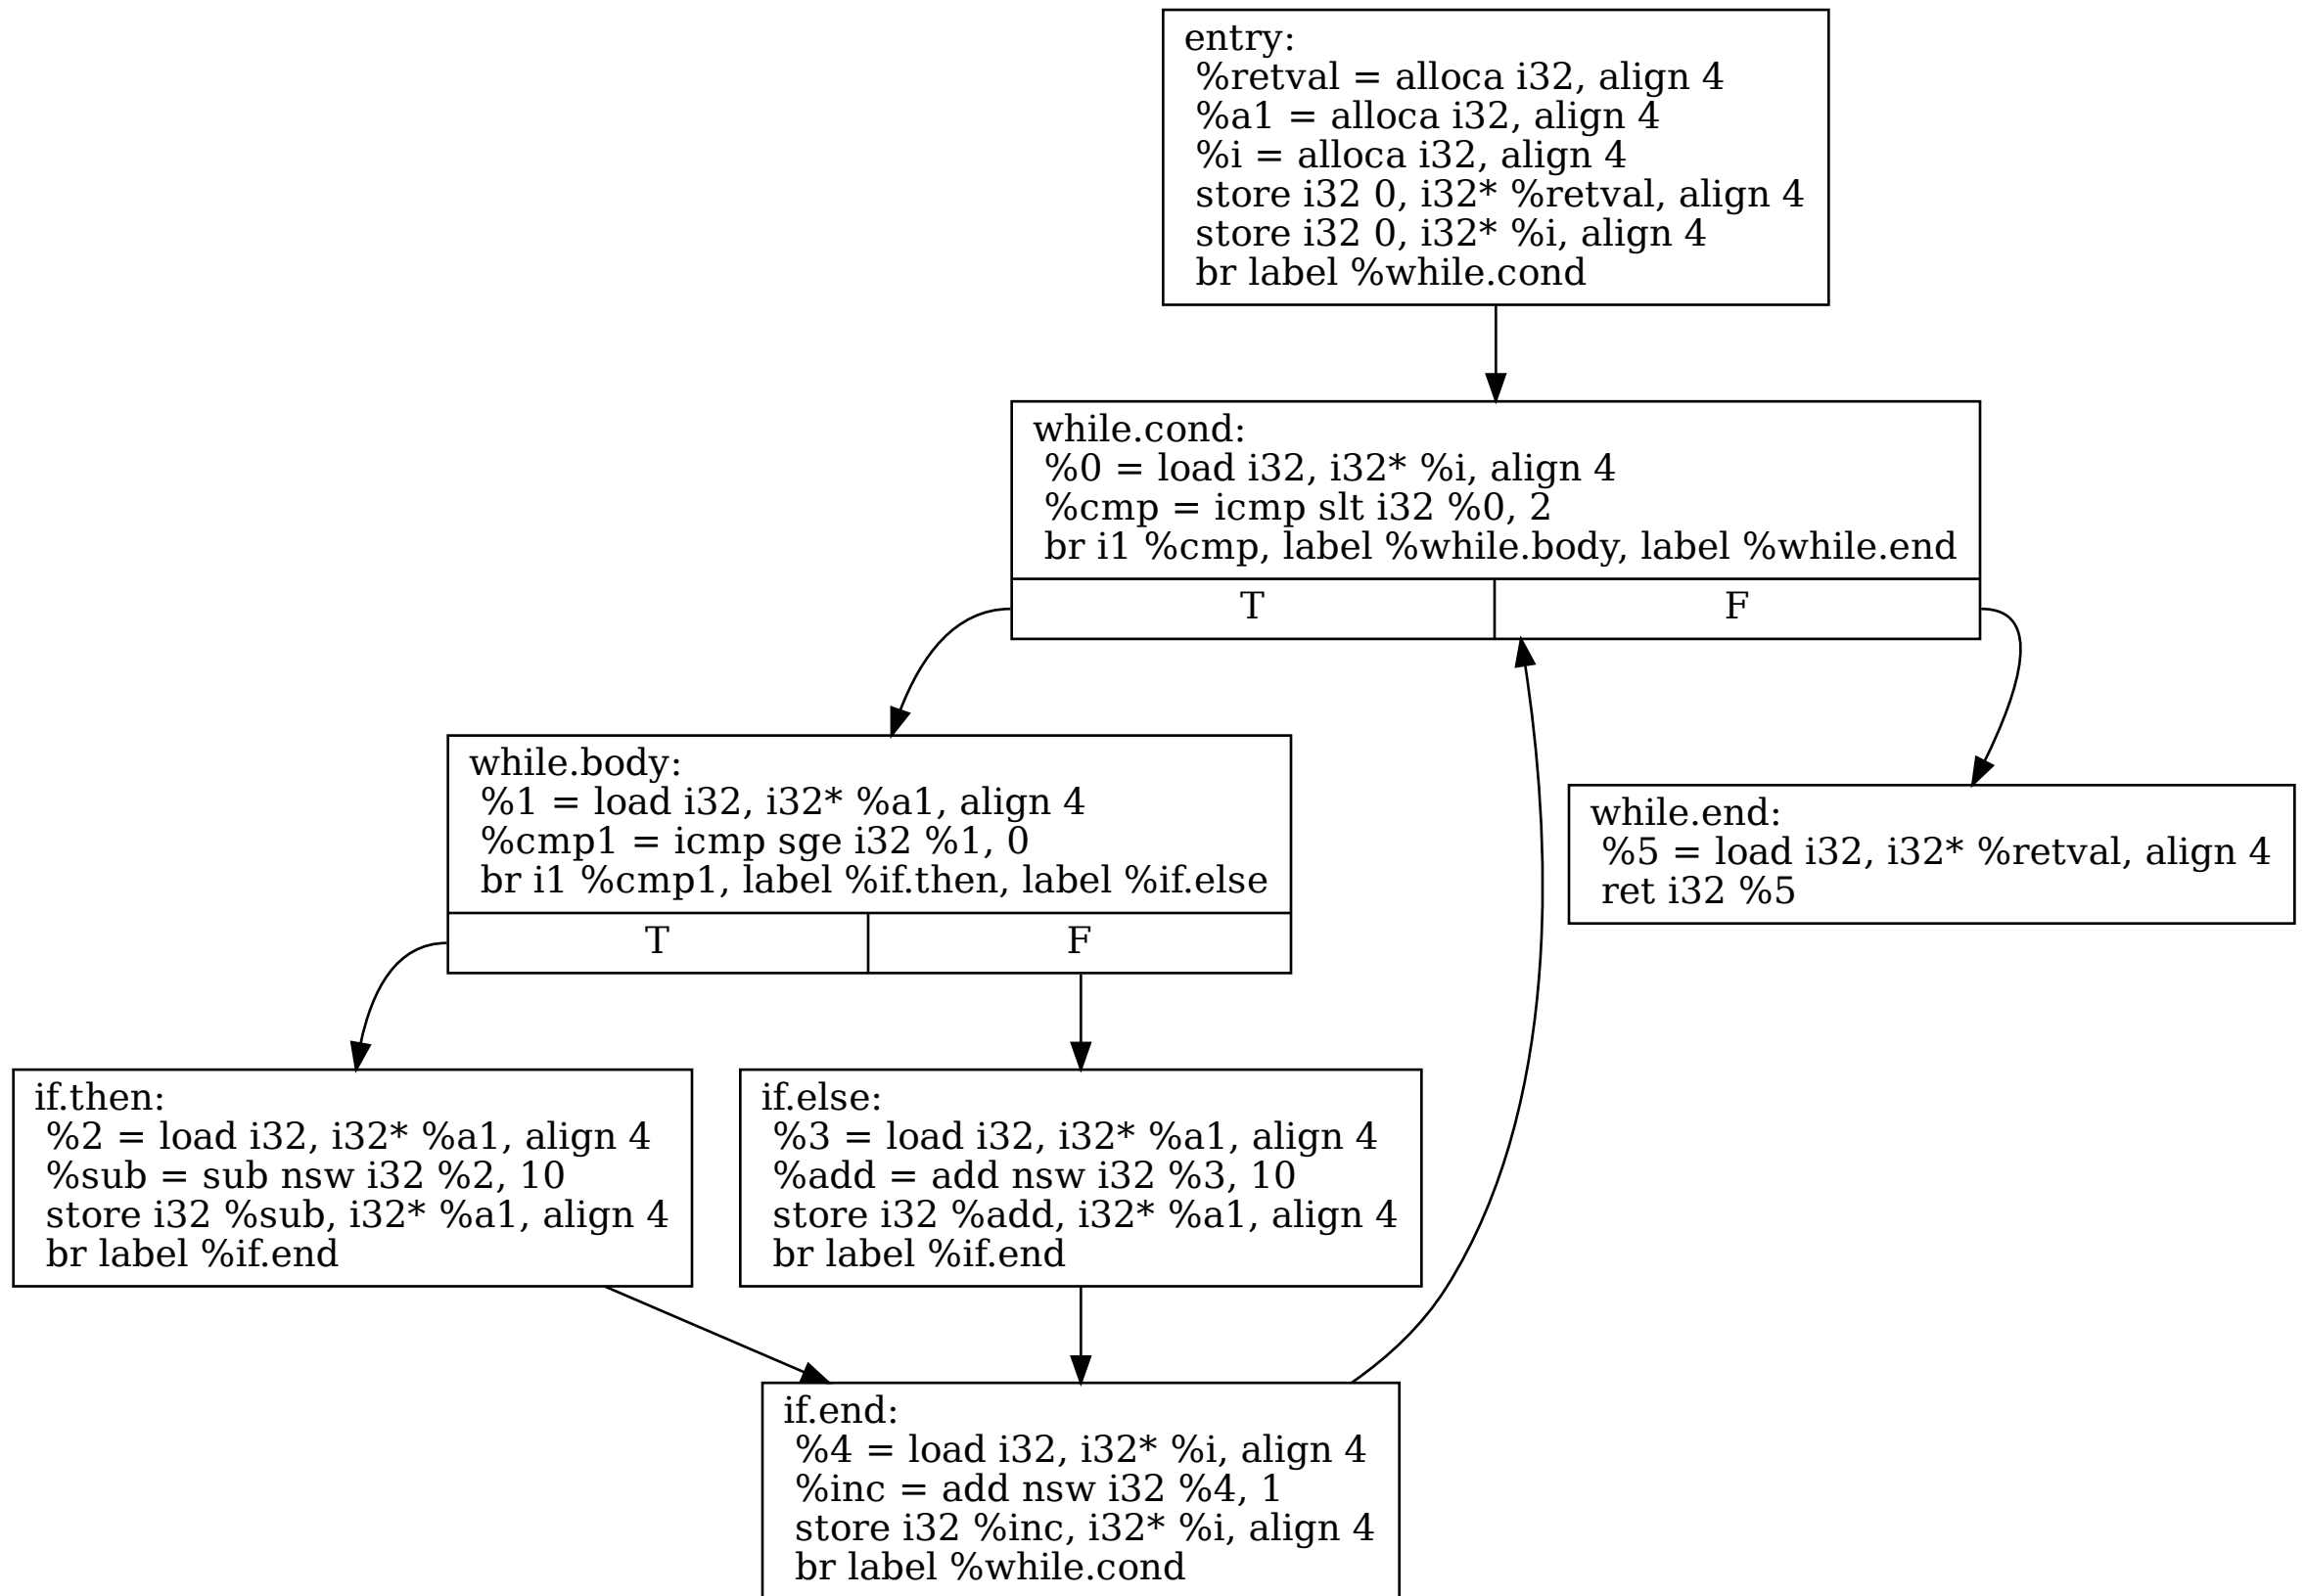 entry:
%retval = alloca i32, align 4
%a1 = alloca i32, align 4
%i = alloca i32, align 4
store i32 0, i32* %retval, align 4
store i32 0, i32* %i, align 4
br label %while.cond
while.cond:
%0 = load i32, i32* %i, align 4
%cmp = icmp slt i32 %0, 2
br i1 %cmp, label %while.body, label %while.end
T
F
while.body:
%1 = load i32, i32* %a1, align 4
%cmp1 = icmp sge i32 %1, 0
br i1 %cmp1, label %if.then, label %if.else
T
F
while.end:
%5 = load i32, i32* %retval, align 4
ret i32 %5
if.then:
%2 = load i32, i32* %a1, align 4
%sub = sub nsw i32 %2, 10
store i32 %sub, i32* %a1, align 4
br label %if.end
if.else:
%3 = load i32, i32* %a1, align 4
%add = add nsw i32 %3, 10
store i32 %add, i32* %a1, align 4
br label %if.end
if.end:
%4 = load i32, i32* %i, align 4
%inc = add nsw i32 %4, 1
store i32 %inc, i32* %i, align 4
br label %while.cond